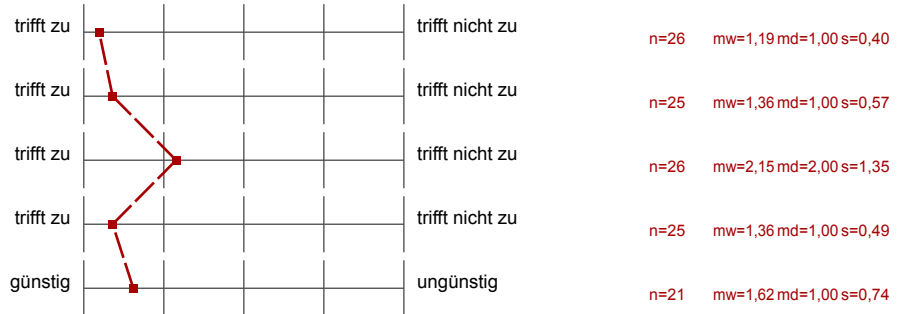 trifft zu trifft nicht zu n=26 mw=1,19 md=1,00 s=0,40
trifft zu trifft nicht zu n=25 mw=1,36 md=1,00 s=0,57
trifft zu trifft nicht zu n=26 mw=2,15 md=2,00 s=1,35
trifft zu trifft nicht zu n=25 mw=1,36 md=1,00 s=0,49
günstig ungünstig n=21 mw=1,62 md=1,00 s=0,74